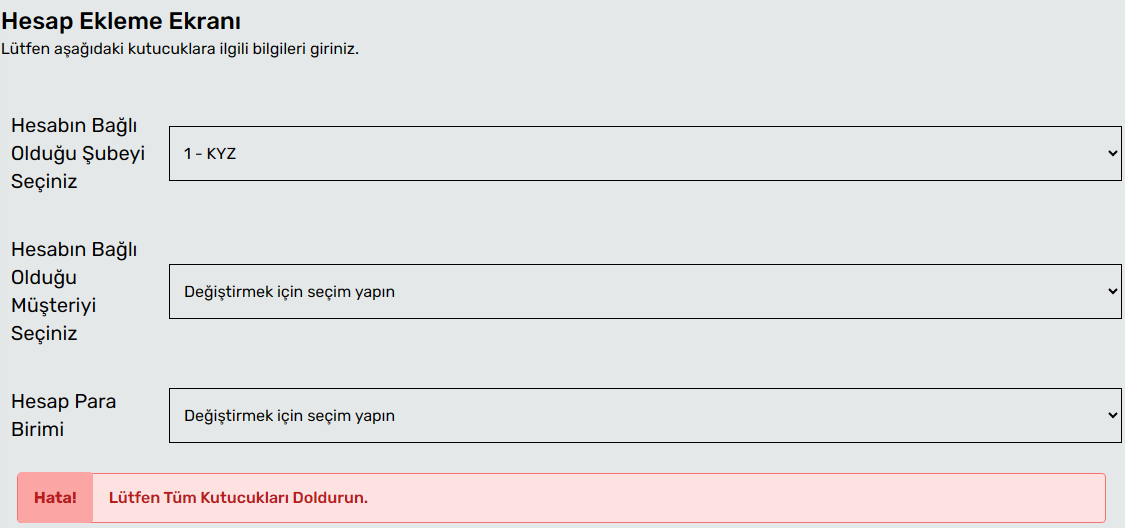 Hesap Ekleme Ekranı
Lütfen aşağıdaki kutucuklara ilgili bilgileri giriniz.
Hesabın Bağlı
Olduğu Şubeyi
Seçiniz
1 - KYZ
Hesabın Bağlı
Olduğu
Müşteriyi
Seçiniz
Değiştirmek için seçim yapın
Hesap Para
Birimi
Değiştirmek için seçim yapın
Hata! Lütfen Tüm Kutucukları Doldurun.